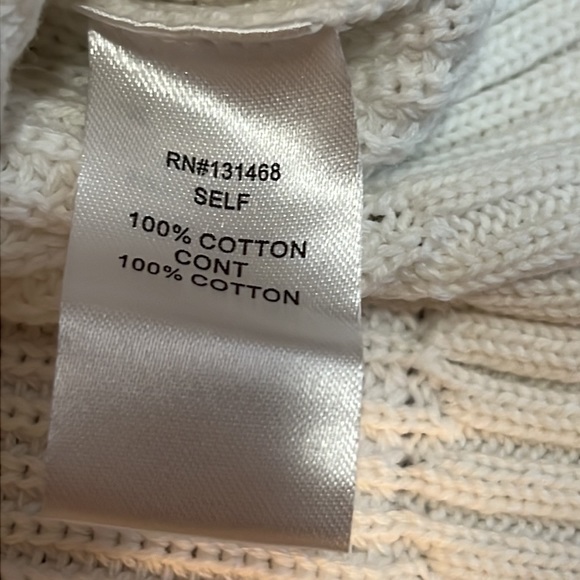 RN#131468
SELF
100% COTTON
CONT
100% COTTON